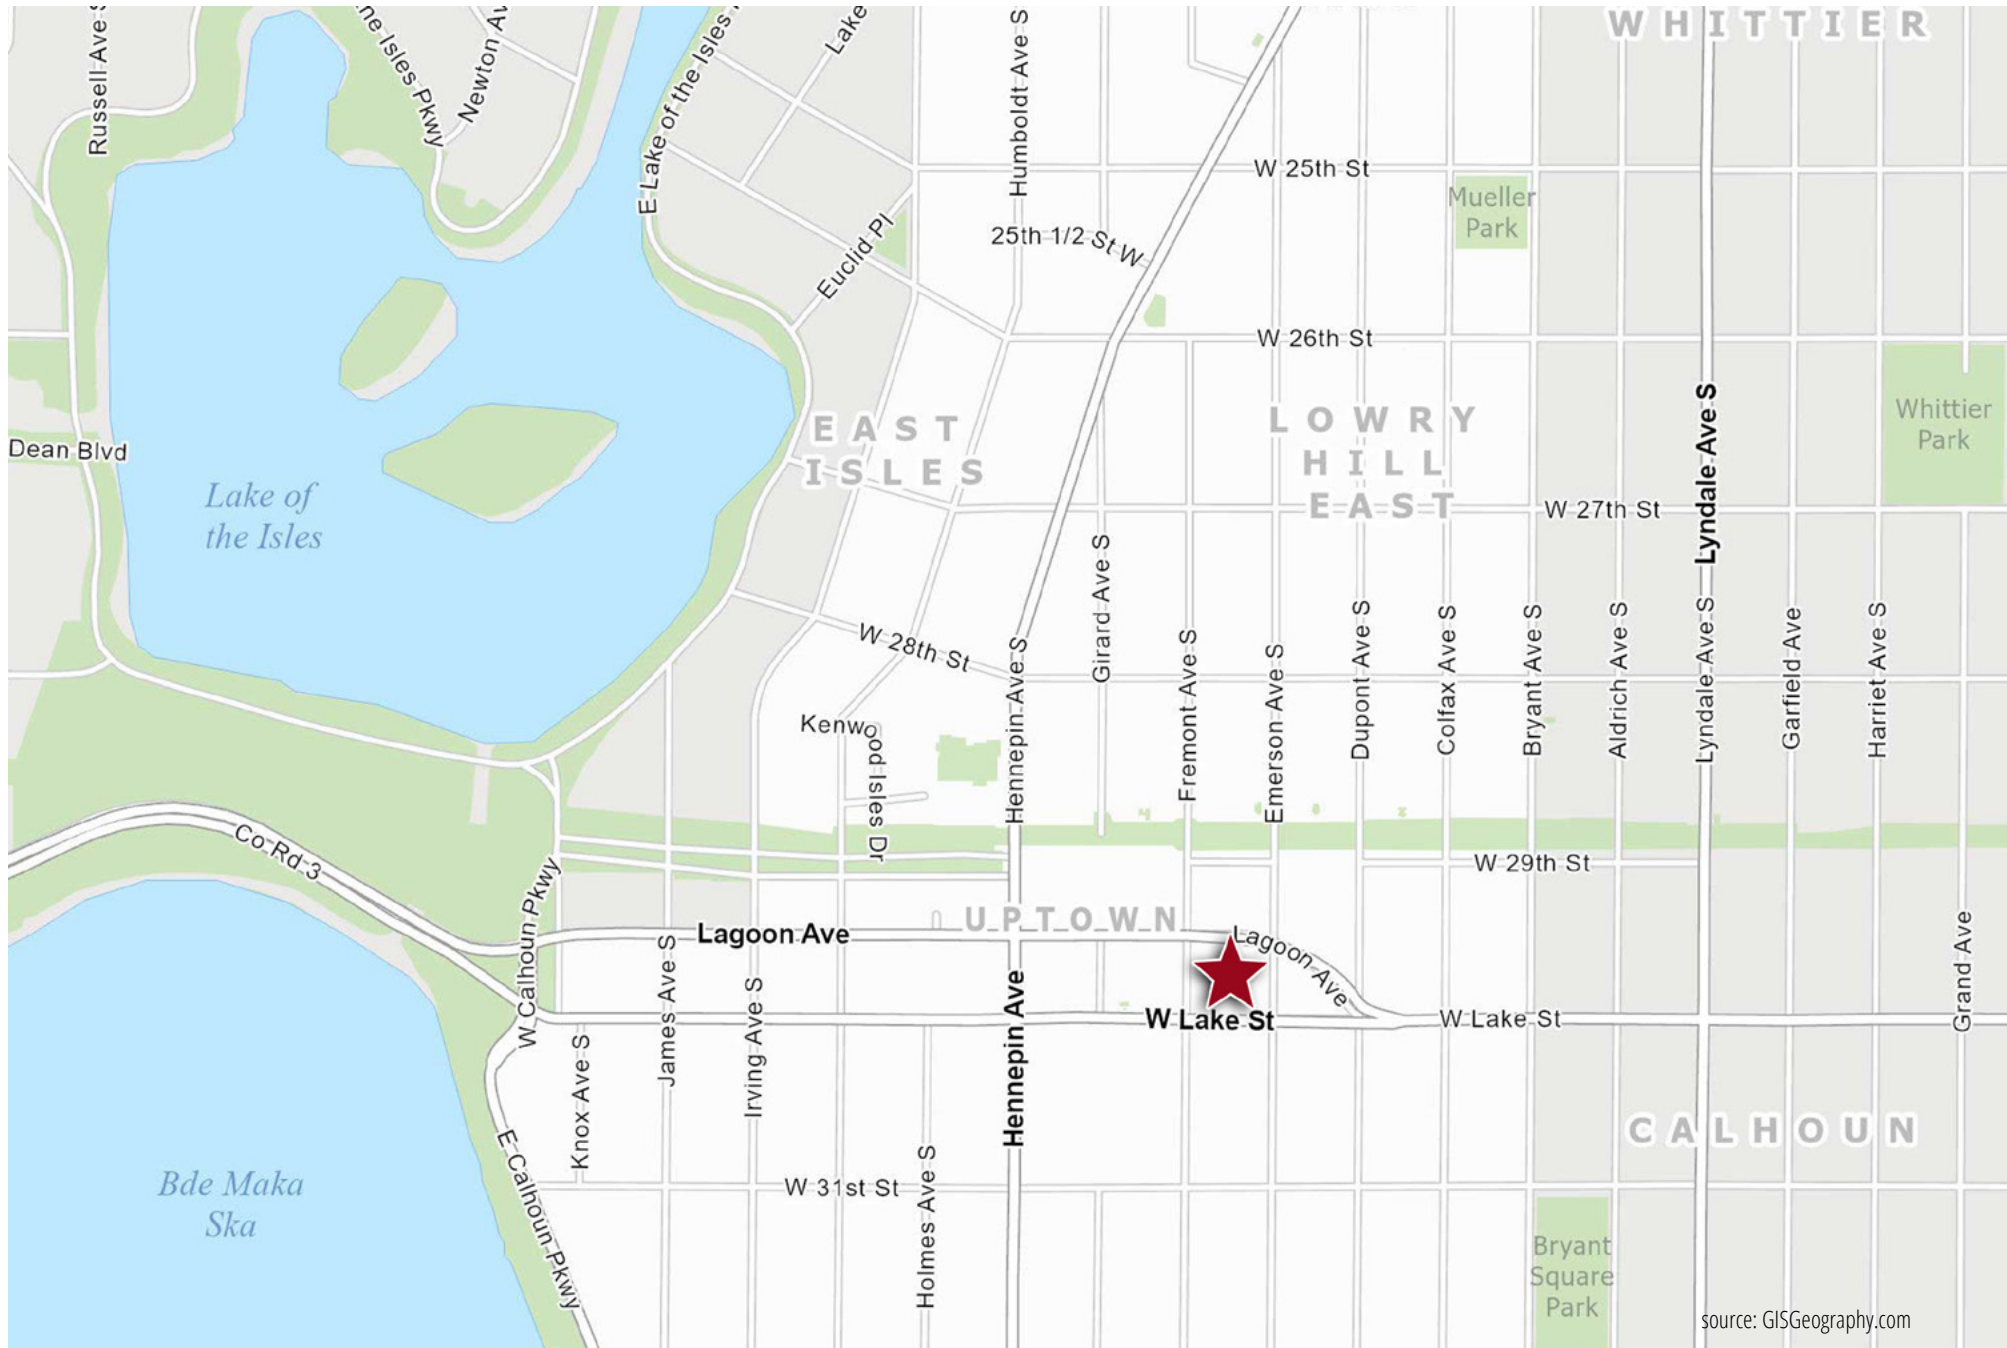 WHITTIER
Russell Ave S
ne Isles Pkwy
Newton Av
E Lake of the Isles
Lake
Humboldt Ave S
W 25th St
Mueller
Park
Euclid Pl
25th 1/2 St W
W 26th St
EAST
ISLES
LOWRY
HILL
EAST
Lyndale Ave S
Whittier
Park
Dean Blvd
Lake of
the Isles
W 27th St
Girard Ave S
W 28th St
Hennepin Ave S
Fremont Ave S
Emerson Ave S
Dupont Ave S
Colfax Ave S
Bryant Ave S
Aldrich Ave S
Lyndale Ave S
Garfield Ave
Harriet Ave S
Kenwood Isles Dr
Co Rd 3
W Calhoun Pkwy
W 29th St
UPTOWN
Lagoon Ave
Lagoon Ave
James Ave S
Irving Ave S
Hennepin Ave
W Lake St
W Lake St
Grand Ave
Knox Ave S
E Calhoun Pkwy
Holmes Ave S
W 31st St
CALHOUN
Bde Maka
Ska
Bryant
Square
Park
source: GISGeography.com